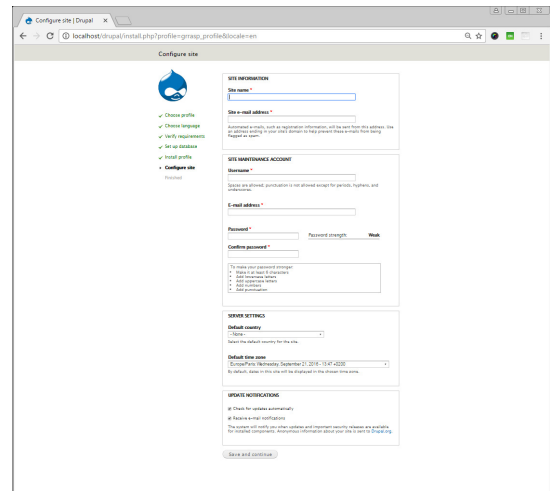 Configure site | Drupal
localhost/drupal/install.php?profile=grrasp_profile&locale=en
Configure site
Choose profile
Choose language
Verify requirements
Set up database
Install profile
Configure site
Finished
SITE INFORMATION
Site name *
Site e-mail address *
Automated e-mails, such as registration information, will be sent from this address. Use
an address ending in your site's domain to help prevent these e-mails from being
flagged as spam.
SITE MAINTENANCE ACCOUNT
Username *
Spaces are allowed; punctuation is not allowed except for periods, hyphens, and
underscores.
E-mail address *
Password *
Password strength: Weak
Confirm password *
To make your password stronger:
Make it at least 6 characters
Add lowercase letters
Add uppercase letters
Add numbers
Add punctuation
SERVER SETTINGS
Default country
- None -
Select the default country for the site.
Default time zone
Europe/Paris: Wednesday, September 21, 2016 - 11:47 +0200
By default, dates in this site will be displayed in the chosen time zone.
UPDATE NOTIFICATIONS
Check for updates automatically
Receive e-mail notifications
The system will notify you when updates and important security releases are available
for installed components. Anonymous information about your site is sent to Drupal.org.
Save and continue